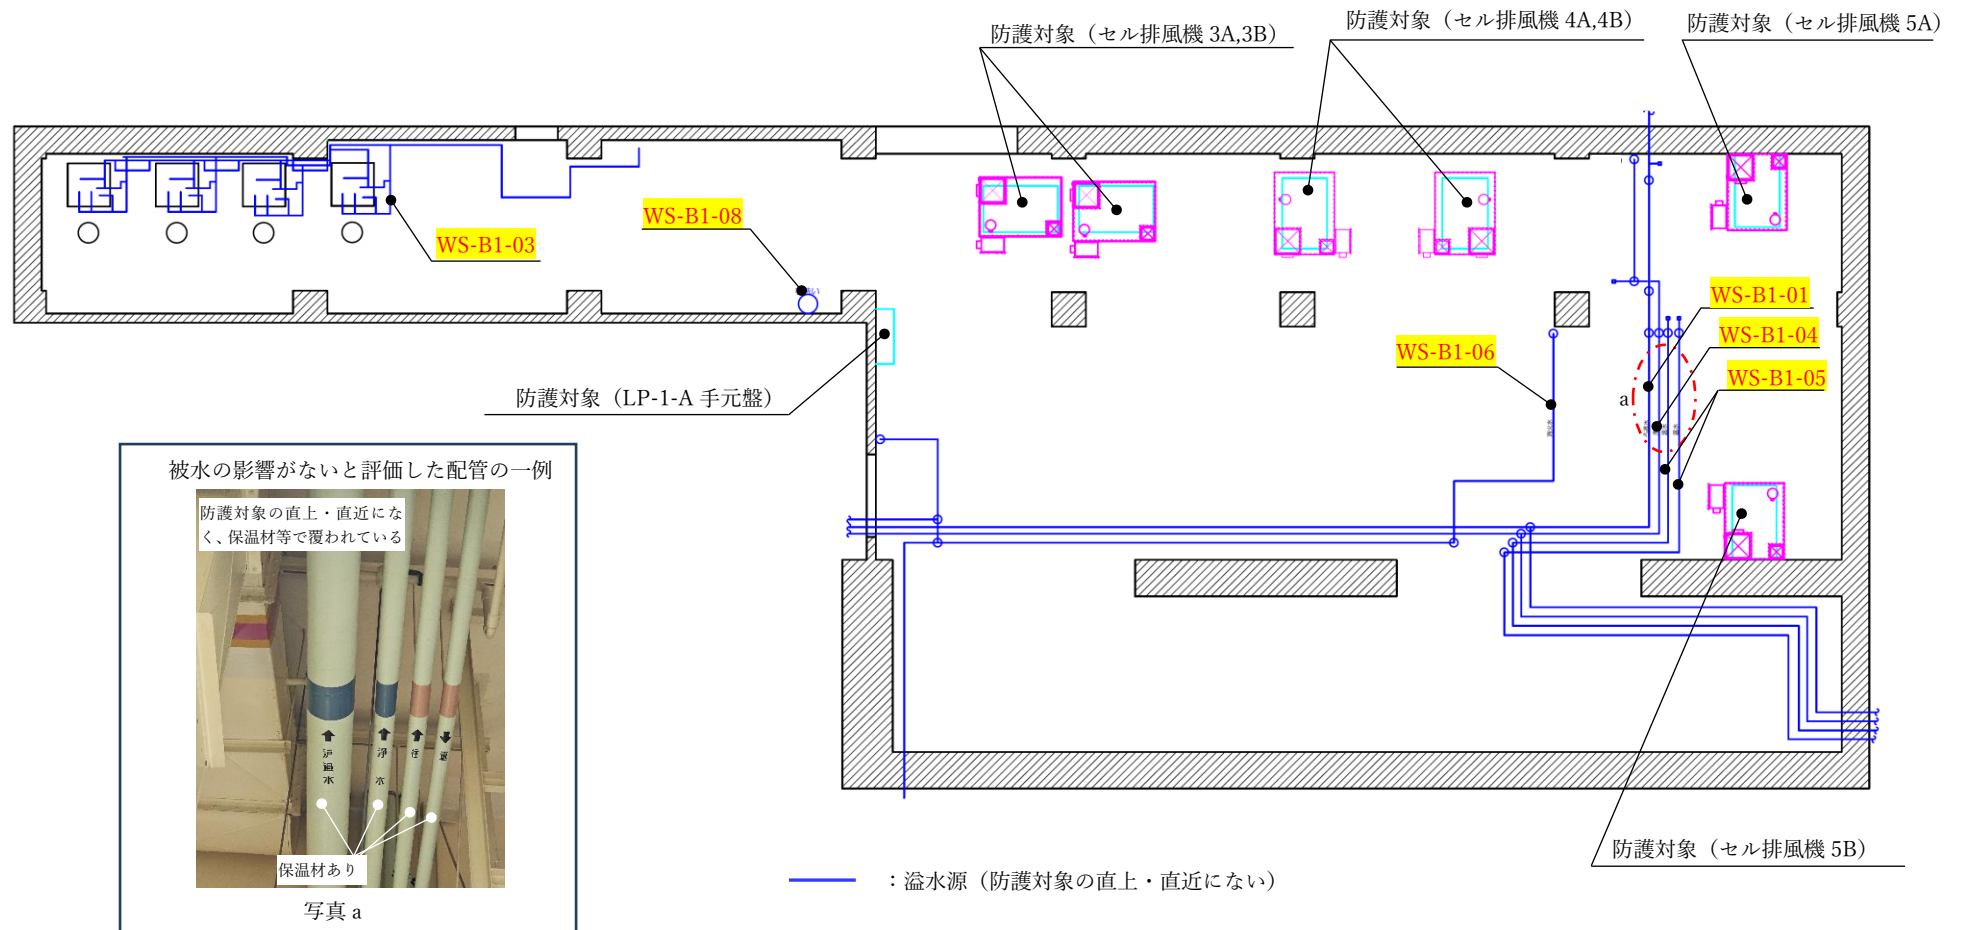 防護対象（セル排風機 3A,3B）
防護対象（セル排風機 4A,4B）
防護対象（セル排風機 5A）
WS-B1-03
WS-B1-08
WS-B1-01
WS-B1-04
WS-B1-05
WS-B1-06
a
防護対象（LP-1-A 手元盤）
被水の影響がないと評価した配管の一例
防護対象の直上・直近にな
く、保温材等で覆われている
沪過水
浄水
往
還
保温材あり
写真 a
防護対象（セル排風機 5B）
：溢水源（防護対象の直上・直近にない）